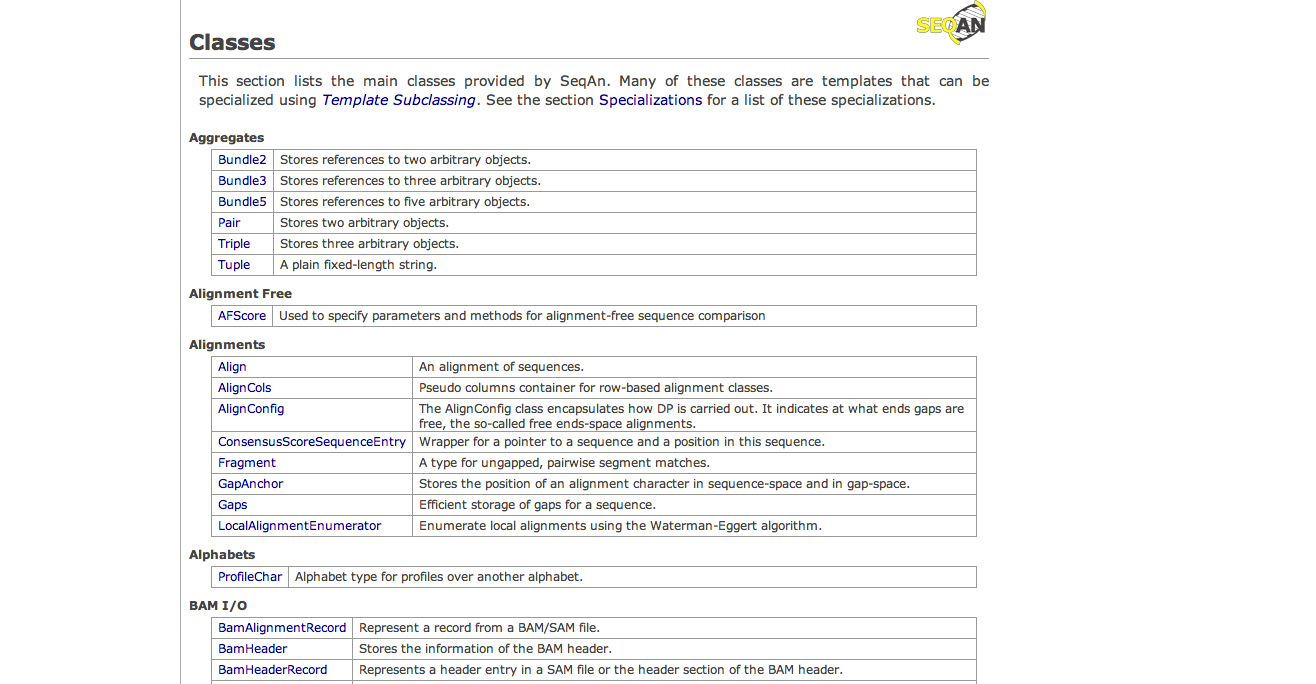 SEQAN
Classes
This section lists the main classes provided by SeqAn. Many of these classes are templates that can be
specialized using Template Subclassing. See the section Specializations for a list of these specializations.
Aggregates
Bundle2 Stores references to two arbitrary objects.
Bundle3 Stores references to three arbitrary objects.
Bundle5 Stores references to five arbitrary objects.
Pair Stores two arbitrary objects.
Triple Stores three arbitrary objects.
Tuple A plain fixed-length string.
Alignment Free
AFScore Used to specify parameters and methods for alignment-free sequence comparison
Alignments
Align An alignment of sequences.
AlignCols Pseudo columns container for row-based alignment classes.
AlignConfig The AlignConfig class encapsulates how DP is carried out. It indicates at what ends gaps are
free, the so-called free ends-space alignments.
ConsensusScoreSequenceEntry Wrapper for a pointer to a sequence and a position in this sequence.
Fragment A type for ungapped, pairwise segment matches.
GapAnchor Stores the position of an alignment character in sequence-space and in gap-space.
Gaps Efficient storage of gaps for a sequence.
LocalAlignmentEnumerator Enumerate local alignments using the Waterman-Eggert algorithm.
Alphabets
ProfileChar Alphabet type for profiles over another alphabet.
BAM I/O
BamAlignmentRecord Represent a record from a BAM/SAM file.
BamHeader Stores the information of the BAM header.
BamHeaderRecord Represents a header entry in a SAM file or the header section of the BAM header.